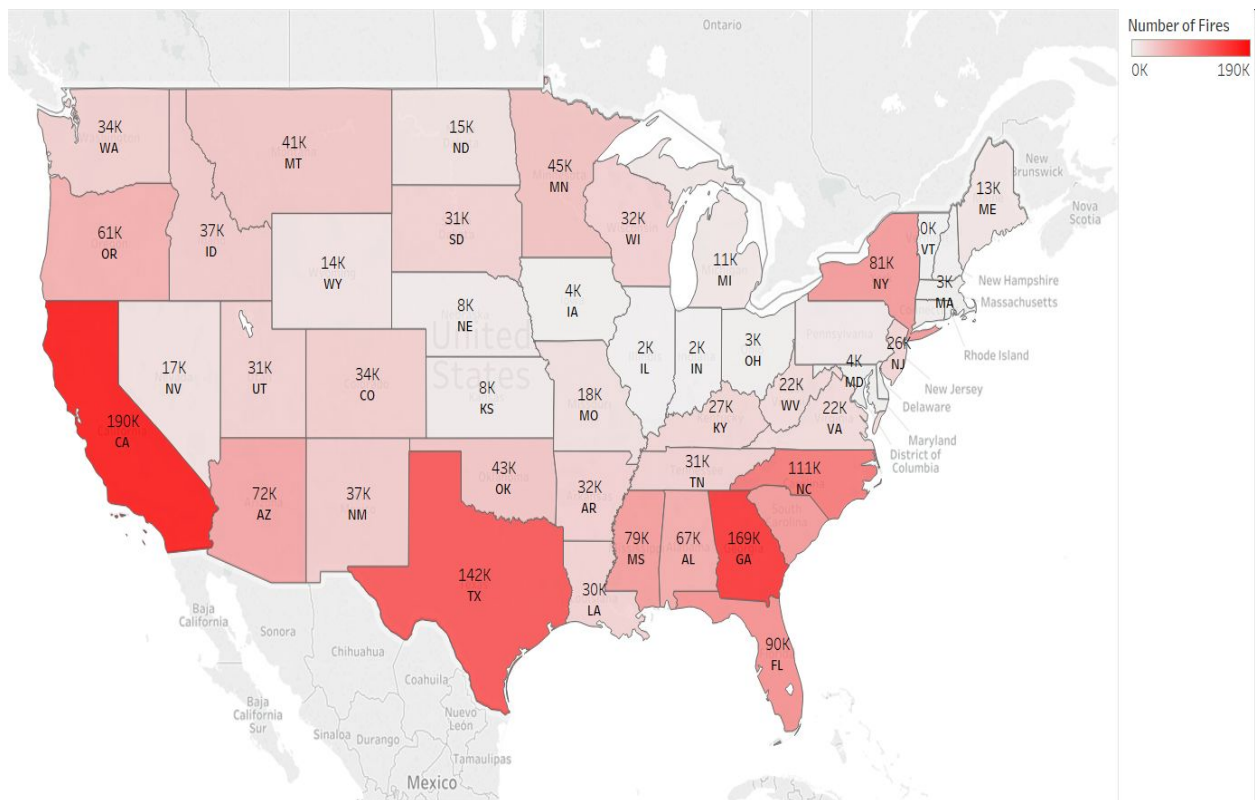 Ontario
Number of Fires
0K 190K
34K
WA
41K
MT
15K
ND
45K
MN
13K
ME
New
Brunswick
Nova
Scotia
61K
OR
37K
ID
31K
SD
32K
WI
11K
MI
81K
NY
0K
VT
14K
WY
8K
NE
4K
IA
3K
MA
New Hampshire
Massachusetts
Rhode Island
United
States
17K
NV
31K
UT
34K
CO
8K
KS
18K
MO
2K
IL
2K
IN
3K
OH
Pennsylvania
26K
NJ
4K
MD
New Jersey
Delaware
Maryland
District of
Columbia
22K
WV
22K
VA
27K
KY
190K
CA
72K
AZ
37K
NM
43K
OK
32K
AR
31K
TN
111K
NC
South
Carolina
142K
TX
30K
LA
79K
MS
67K
AL
169K
GA
90K
FL
Baja
California
Sonora
Chihuahua
Coahuila
Baja
California
Sur
Sinaloa
Durango
Nuevo
León
Tamaulipas
Mexico